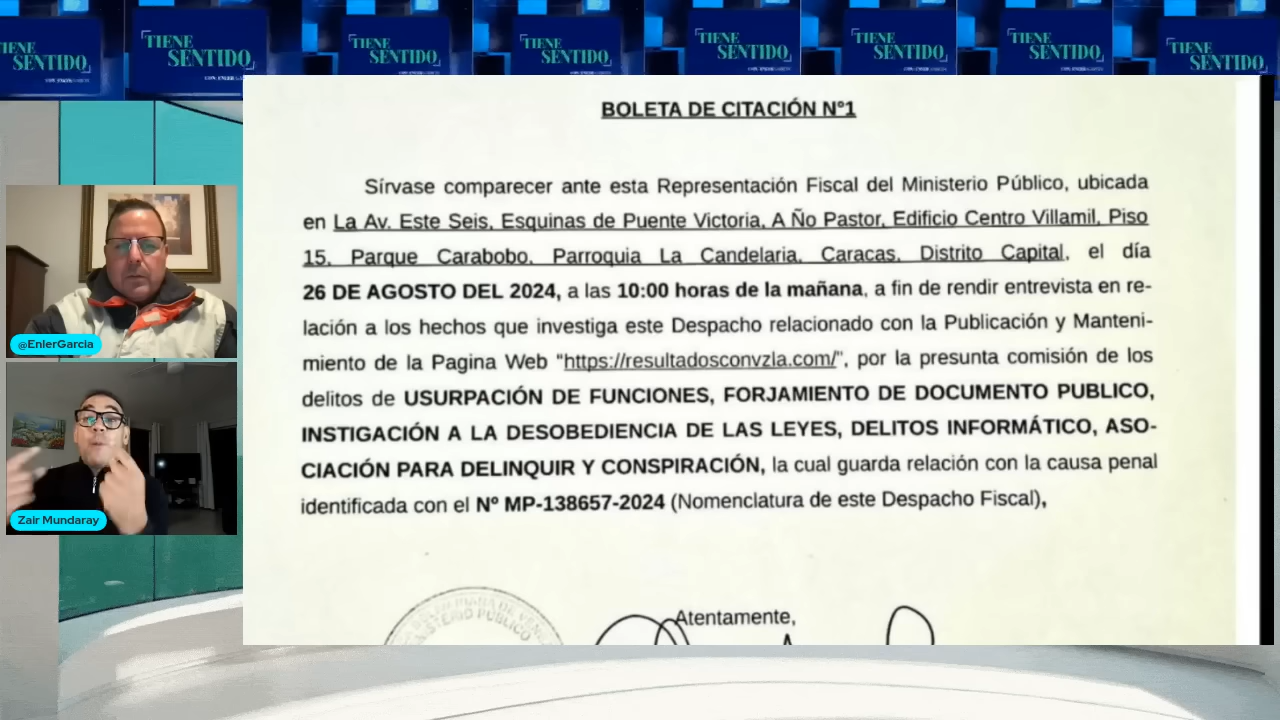 TIENE
SENTIDO
TIENE
SENTIDO
TIENE
SENTIDO
TIENE
SENTIDO
TIENE
SENTIDO
TIENE
SENTIDO
TIENE
SENTIDO
TIENE
SENTIDO
BOLETA DE CITACIÓN N°1
Sírvase comparecer ante esta Representación Fiscal del Ministerio Público, ubicada
en La Av. Este Seis, Esquinas de Puente Victoria, A Ño Pastor, Edificio Centro Villamil, Piso
15, Parque Carabobo, Parroquia La Candelaria, Caracas, Distrito Capital, el día
26 DE AGOSTO DEL 2024, a las 10:00 horas de la mañana, a fin de rendir entrevista en re-
lación a los hechos que investiga este Despacho relacionado con la Publicación y Manteni-
miento de la Pagina Web "https://resultadosconvzla.com/", por la presunta comisión de los
delitos de USURPACIÓN DE FUNCIONES, FORJAMIENTO DE DOCUMENTO PUBLICO,
INSTIGACIÓN A LA DESOBEDIENCIA DE LAS LEYES, DELITOS INFORMÁTICO, ASO-
CIACIÓN PARA DELINQUIR Y CONSPIRACIÓN, la cual guarda relación con la causa penal
identificada con el Nº MP-138657-2024 (Nomenclatura de este Despacho Fiscal),
Atentamente,
MINISTERIO PÚBLICO
@EnlerGarcia
Zair Mundaray